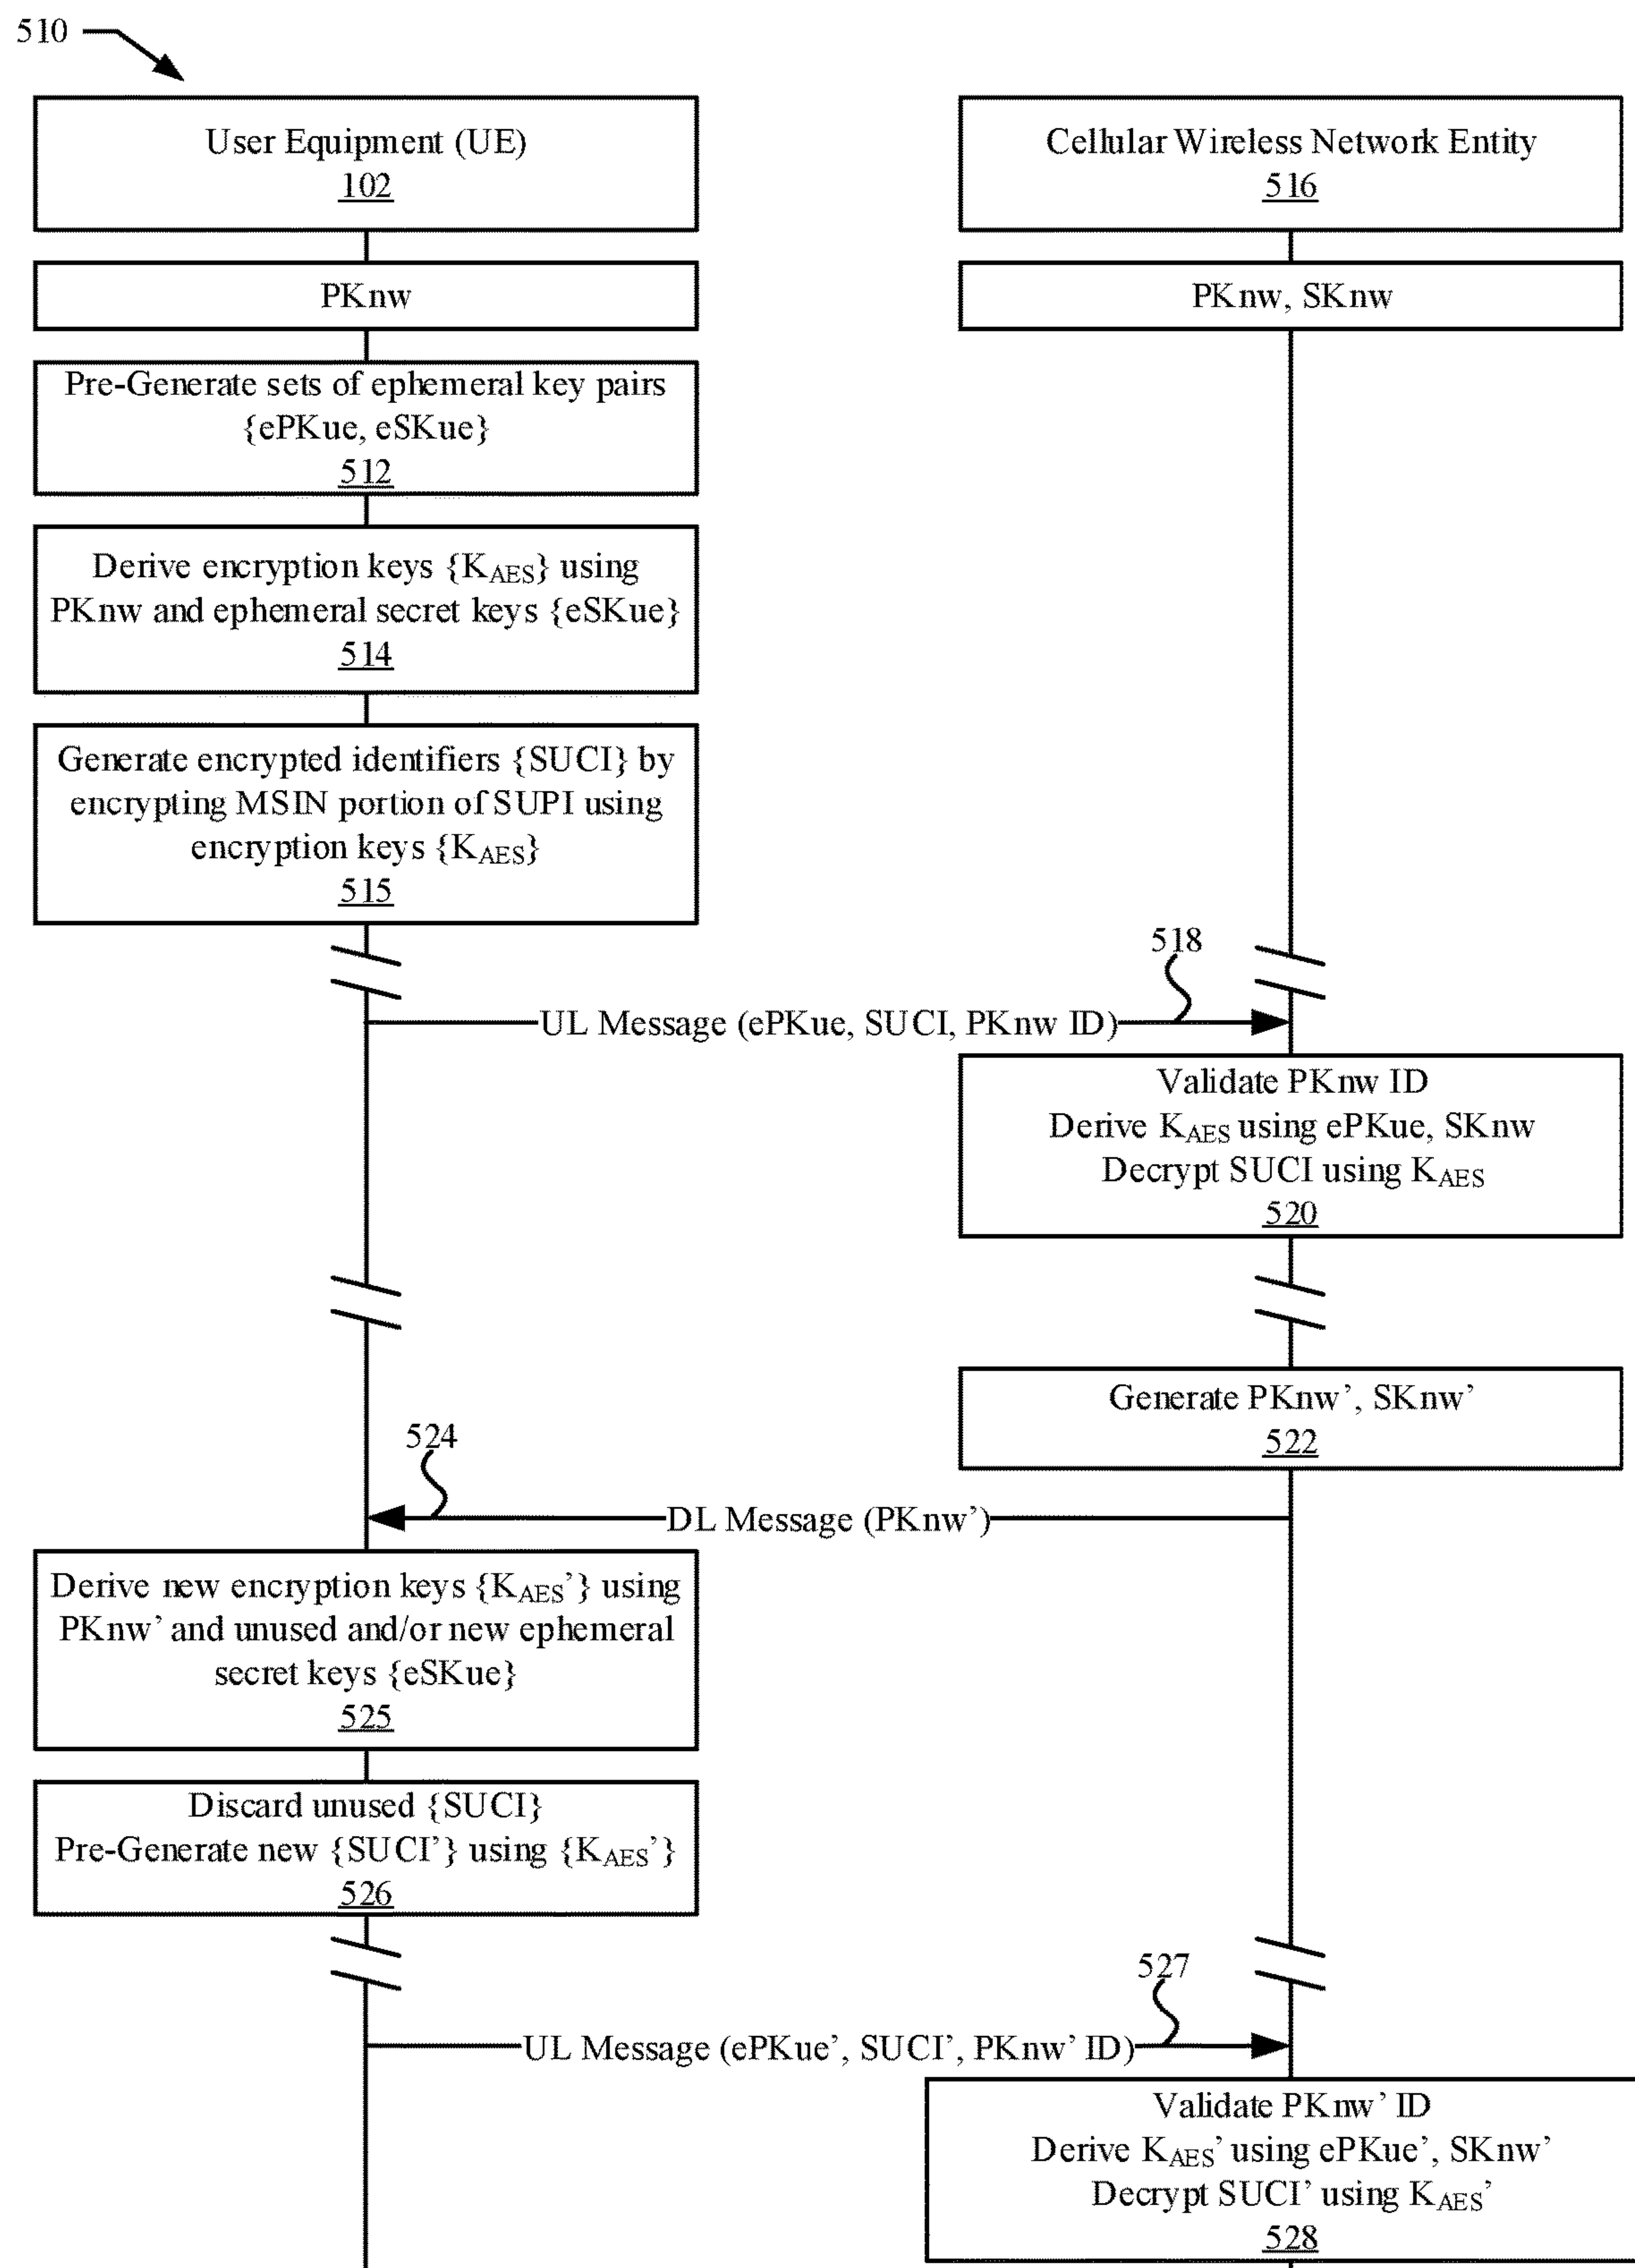 510
User Equipment (UE)
102
Cellular Wireless Network Entity
516
PKnw
PKnw, SKnw
Pre-Generate sets of ephemeral key pairs
{ePKue, eSKue}
512
Derive encryption keys {KAES} using
PKnw and ephemeral secret keys {eSKue}
514
Generate encrypted identifiers {SUCI} by
encrypting MSIN portion of SUPI using
encryption keys {KAES}
515
518
UL Message (ePKue, SUCI, PKnw ID)
Validate PKnw ID
Derive KAES using ePKue, SKnw
Decrypt SUCI using KAES
520
Generate PKnw’, SKnw’
522
524
DL Message (PKnw’)
Derive new encryption keys {KAES’} using
PKnw’ and unused and/or new ephemeral
secret keys {eSKue}
525
Discard unused {SUCI}
Pre-Generate new {SUCI’} using {KAES’}
526
527
UL Message (ePKue’, SUCI’, PKnw’ ID)
Validate PKnw’ ID
Derive KAES’ using ePKue’, SKnw’
Decrypt SUCI’ using KAES’
528